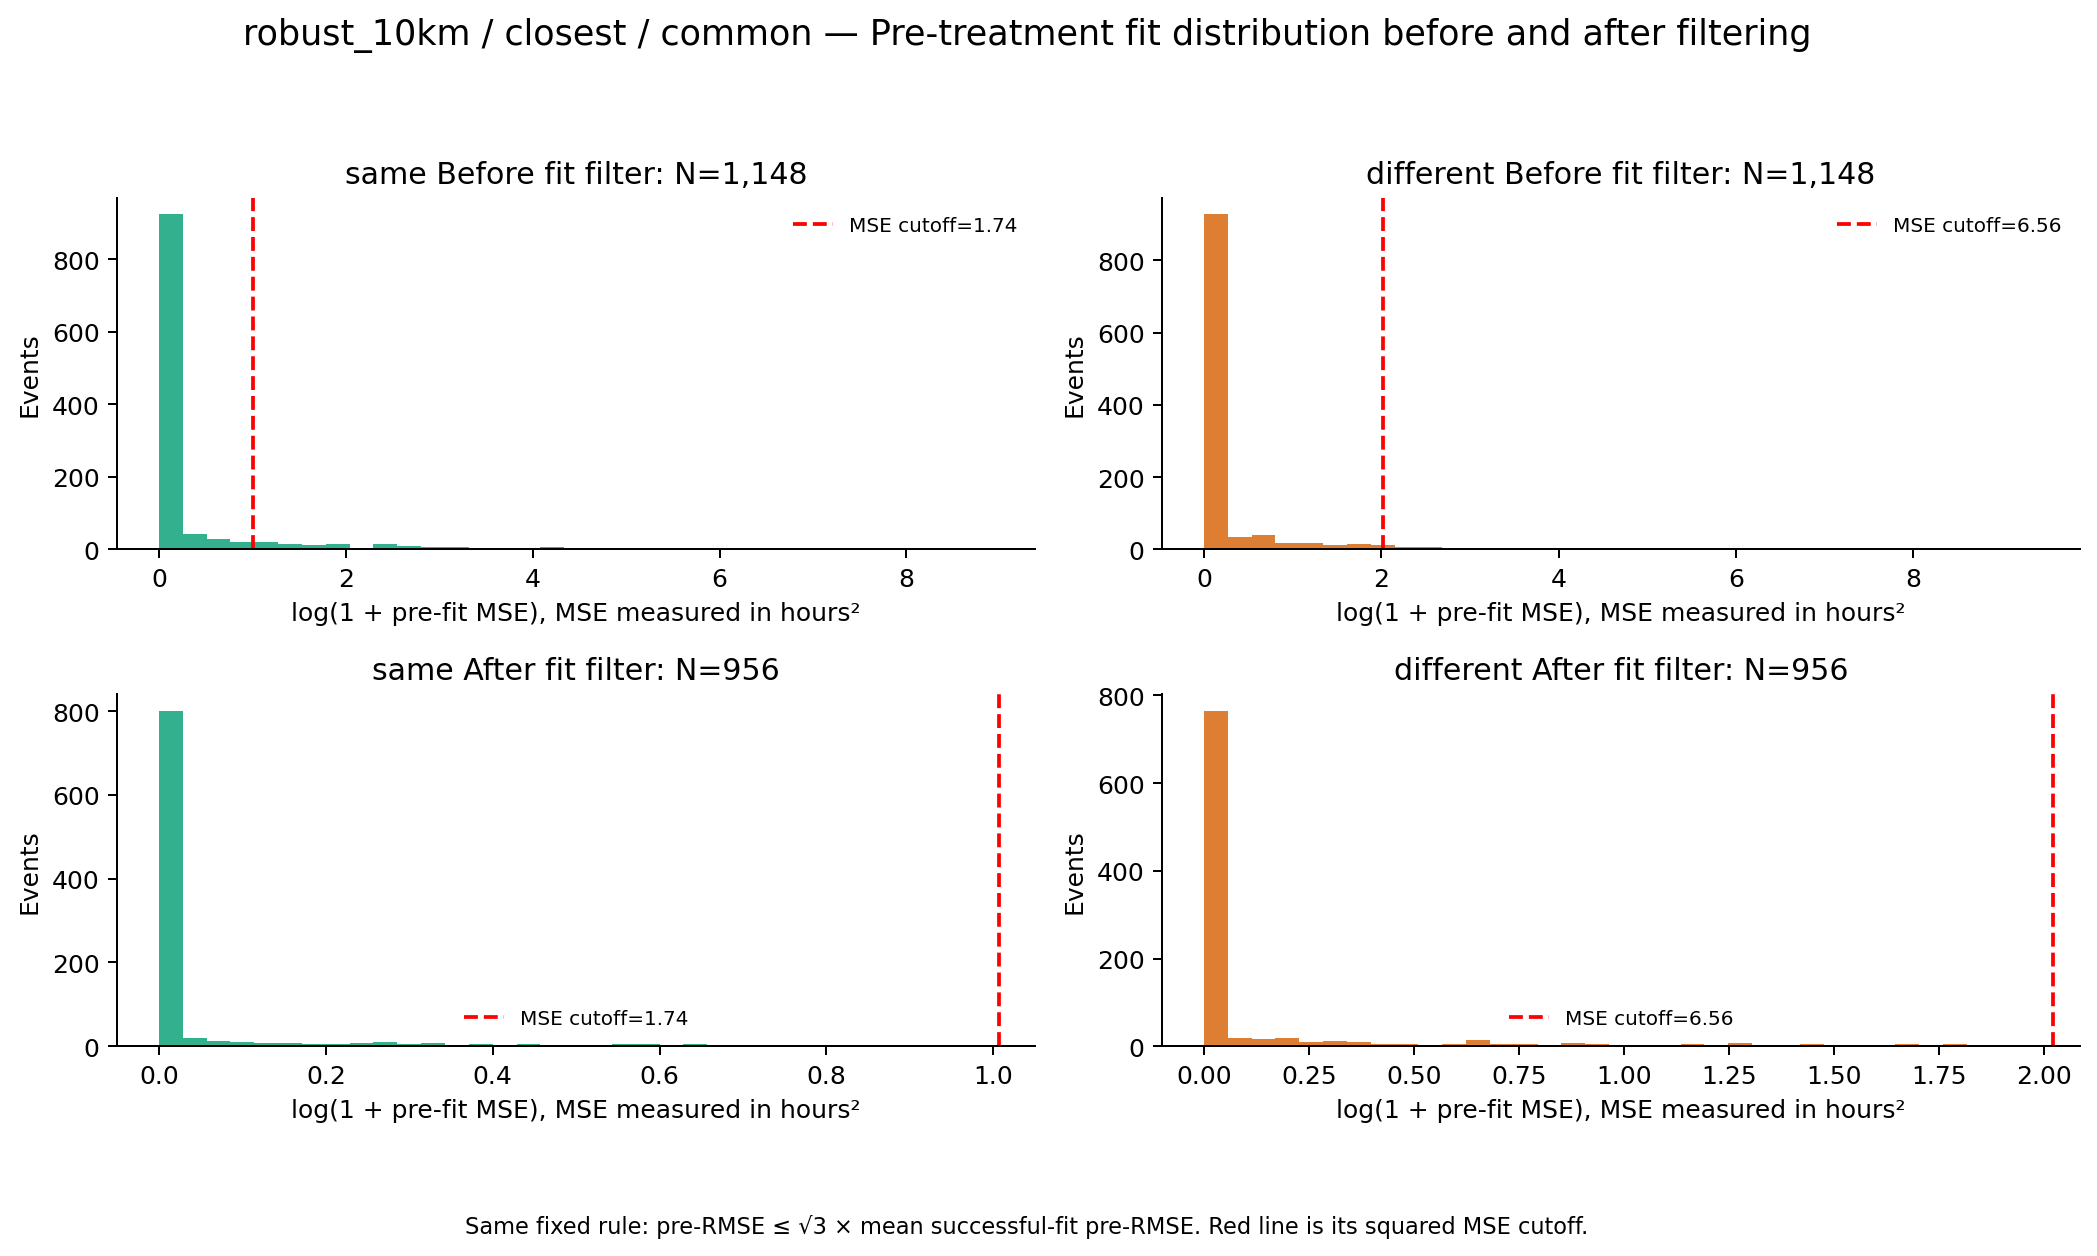 robust_10km / closest / common — Pre-treatment fit distribution before and after filtering
same Before fit filter: N=1,148
MSE cutoff=1.74
Events
800
600
400
200
0
0 2 4 6 8
log(1 + pre-fit MSE), MSE measured in hours²
different Before fit filter: N=1,148
MSE cutoff=6.56
Events
800
600
400
200
0
0 2 4 6 8
log(1 + pre-fit MSE), MSE measured in hours²
same After fit filter: N=956
Events
800
600
400
200
0
MSE cutoff=1.74
0.0 0.2 0.4 0.6 0.8 1.0
log(1 + pre-fit MSE), MSE measured in hours²
different After fit filter: N=956
Events
800
600
400
200
0
MSE cutoff=6.56
0.00 0.25 0.50 0.75 1.00 1.25 1.50 1.75 2.00
log(1 + pre-fit MSE), MSE measured in hours²
Same fixed rule: pre-RMSE ≤ √3 × mean successful-fit pre-RMSE. Red line is its squared MSE cutoff.